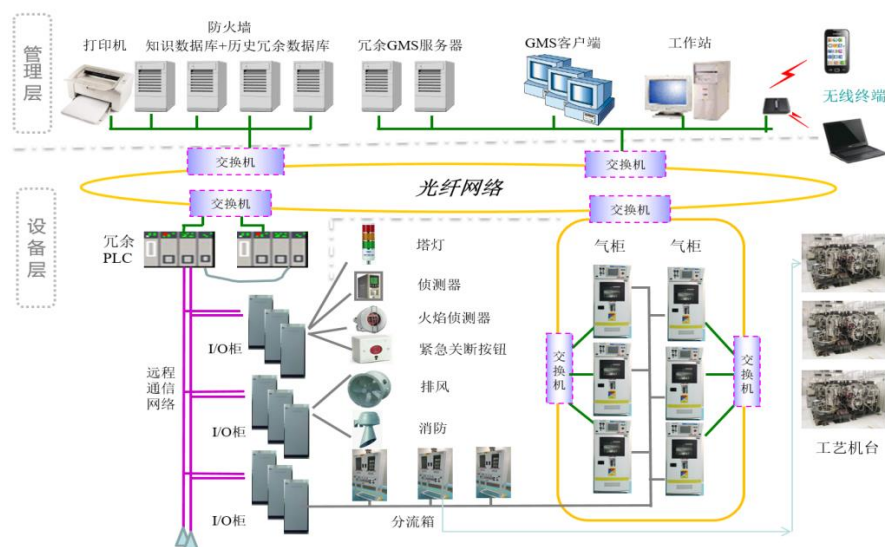 管理层
防火墙
打印机
知识数据库+历史冗余数据库
冗余GMS服务器
GMS客户端
工作站
无线终端
交换机
交换机
光纤网络
交换机
交换机
设备层
冗余
PLC
塔灯
气柜
气柜
侦测器
火焰侦测器
I/O柜
紧急关断按钮
交换机
交换机
远程
通信
网络
排风
I/O柜
消防
工艺机台
I/O柜
分流箱